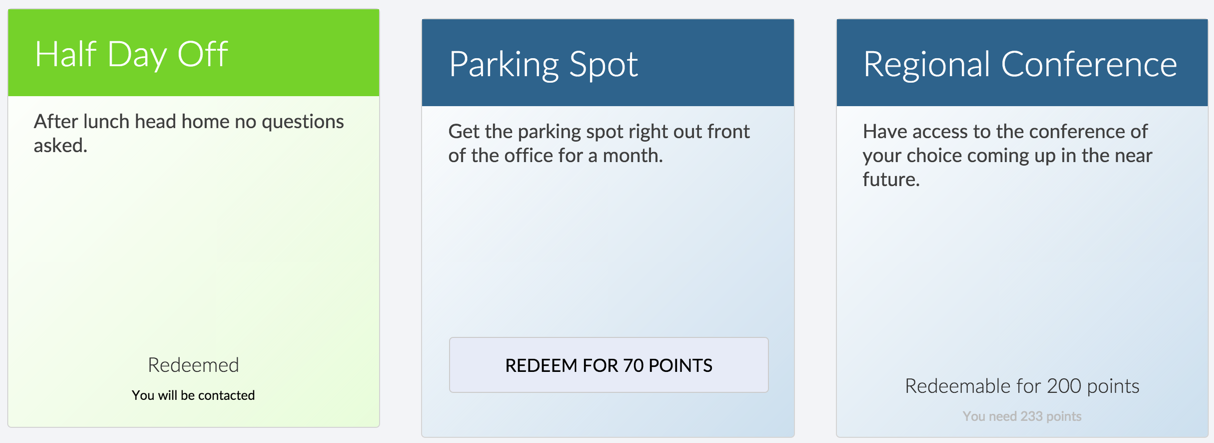 Half Day Off
After lunch head home no questions
asked.
Redeemed
You will be contacted
Parking Spot
Get the parking spot right out front
of the office for a month.
REDEEM FOR 70 POINTS
Regional Conference
Have access to the conference of
your choice coming up in the near
future.
Redeemable for 200 points
You need 233 points